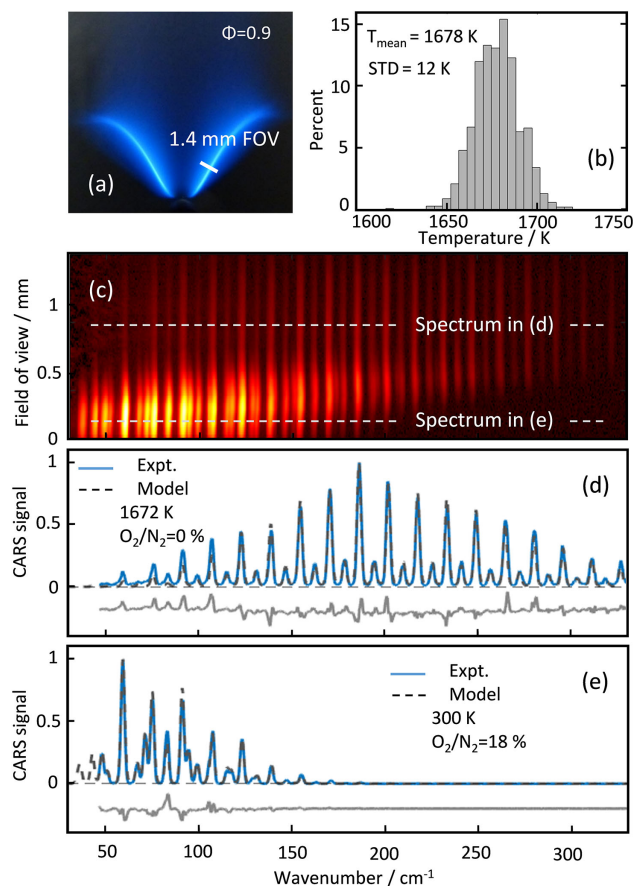 Φ=0.9
1.4 mm FOV
(a)
15
10
5
0
Percent
T_mean = 1678 K
STD = 12 K
(b)
1600
1650
1700
1750
Temperature / K
(c)
1
0.5
0
Field of view / mm
Spectrum in (d)
Spectrum in (e)
1
0.5
0
CARS signal
Expt.
Model
1672 K
O₂/N₂=0 %
(d)
1
0.5
0
CARS signal
Expt.
Model
300 K
O₂/N₂=18 %
(e)
50
100
150
200
250
300
Wavenumber / cm⁻¹